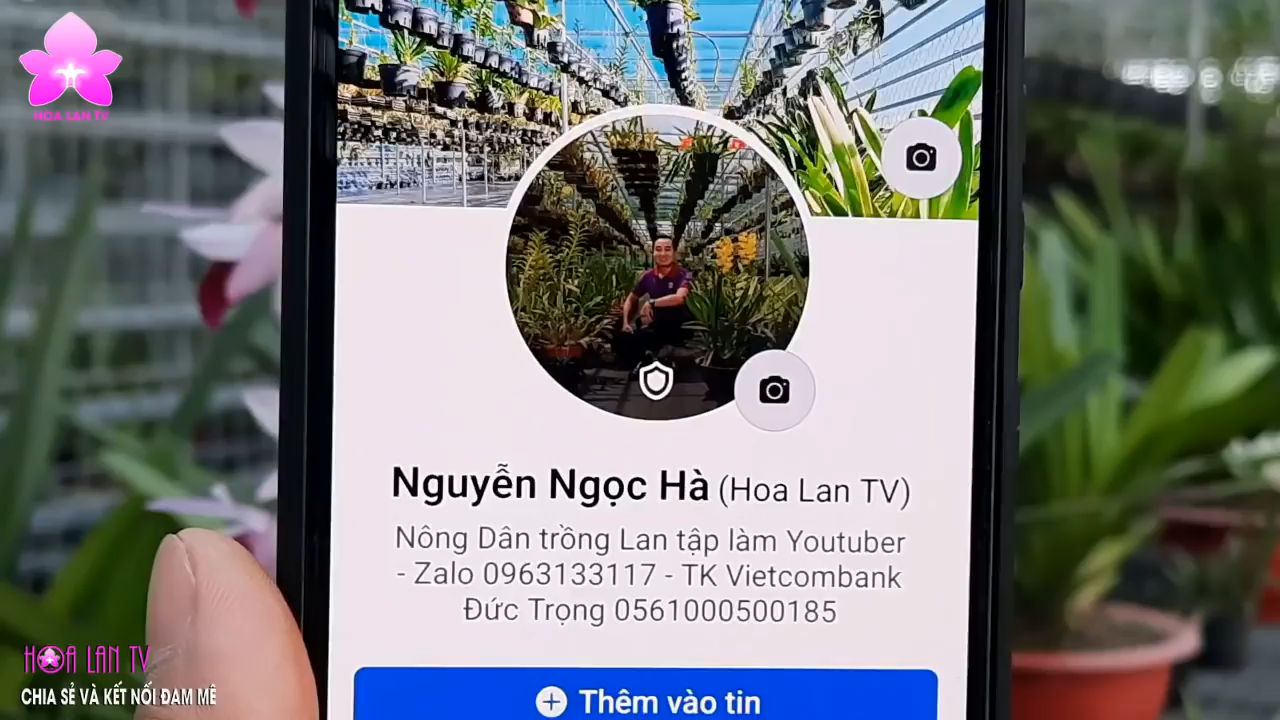 HOA LAN TV
Nguyễn Ngọc Hà (Hoa Lan TV)
Nông Dân trồng Lan tập làm Youtuber
- Zalo 0963133117 - TK Vietcombank
Đức Trọng 0561000500185
Thêm vào tin
HOA LAN TV
CHIA SẺ VÀ KẾT NỐI ĐAM MÊ